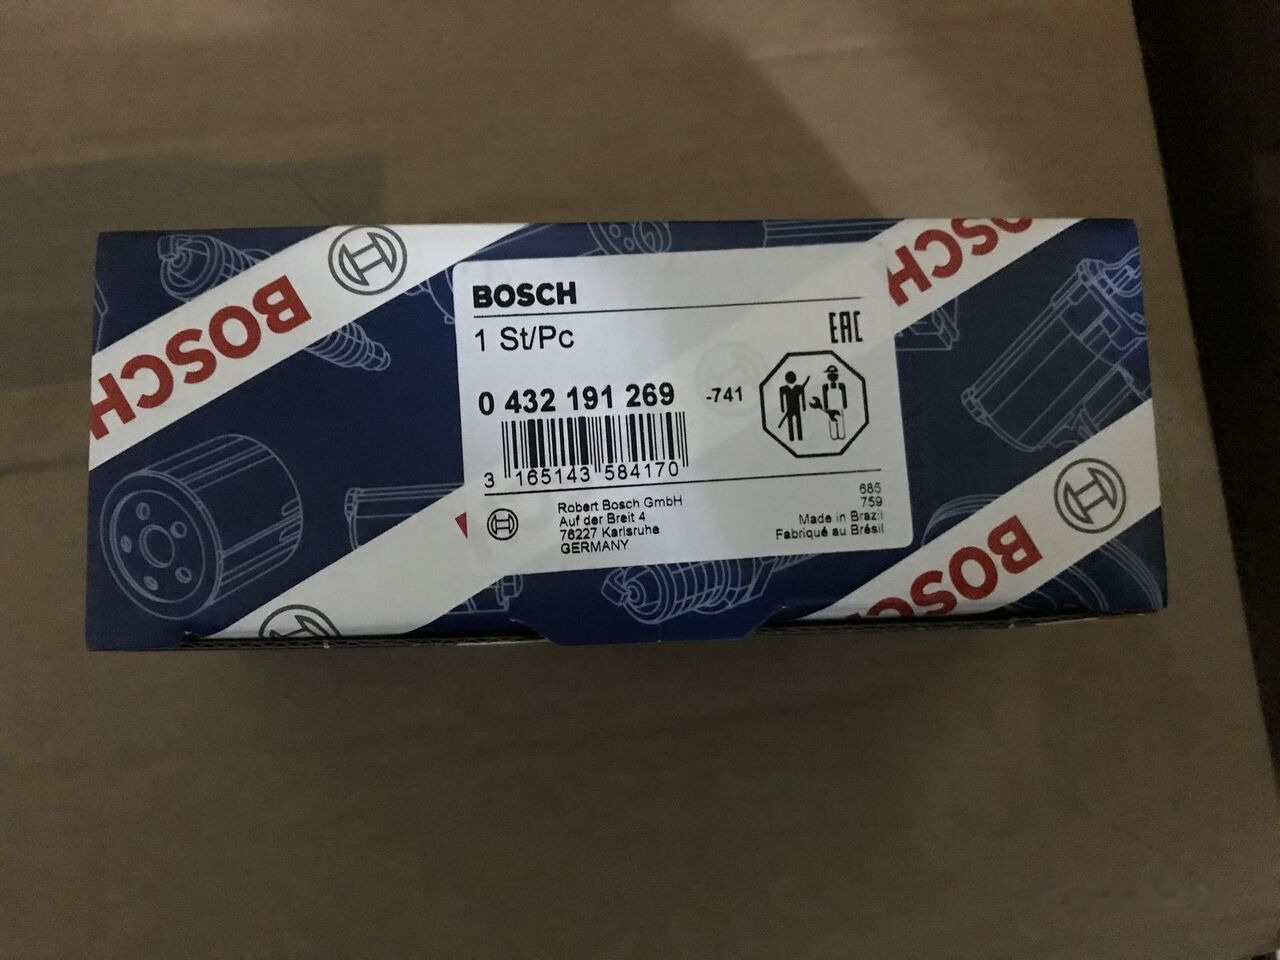 BOSCH
BOSCH
BOSCH
1 St/Pc
EAC
0 432 191 269 -741
3 165143 584170
Robert Bosch GmbH
Auf der Breit 4
76227 Karlsruhe
GERMANY
685
759
Made in Brazil
Fabriqué au Brésil
BOSCH